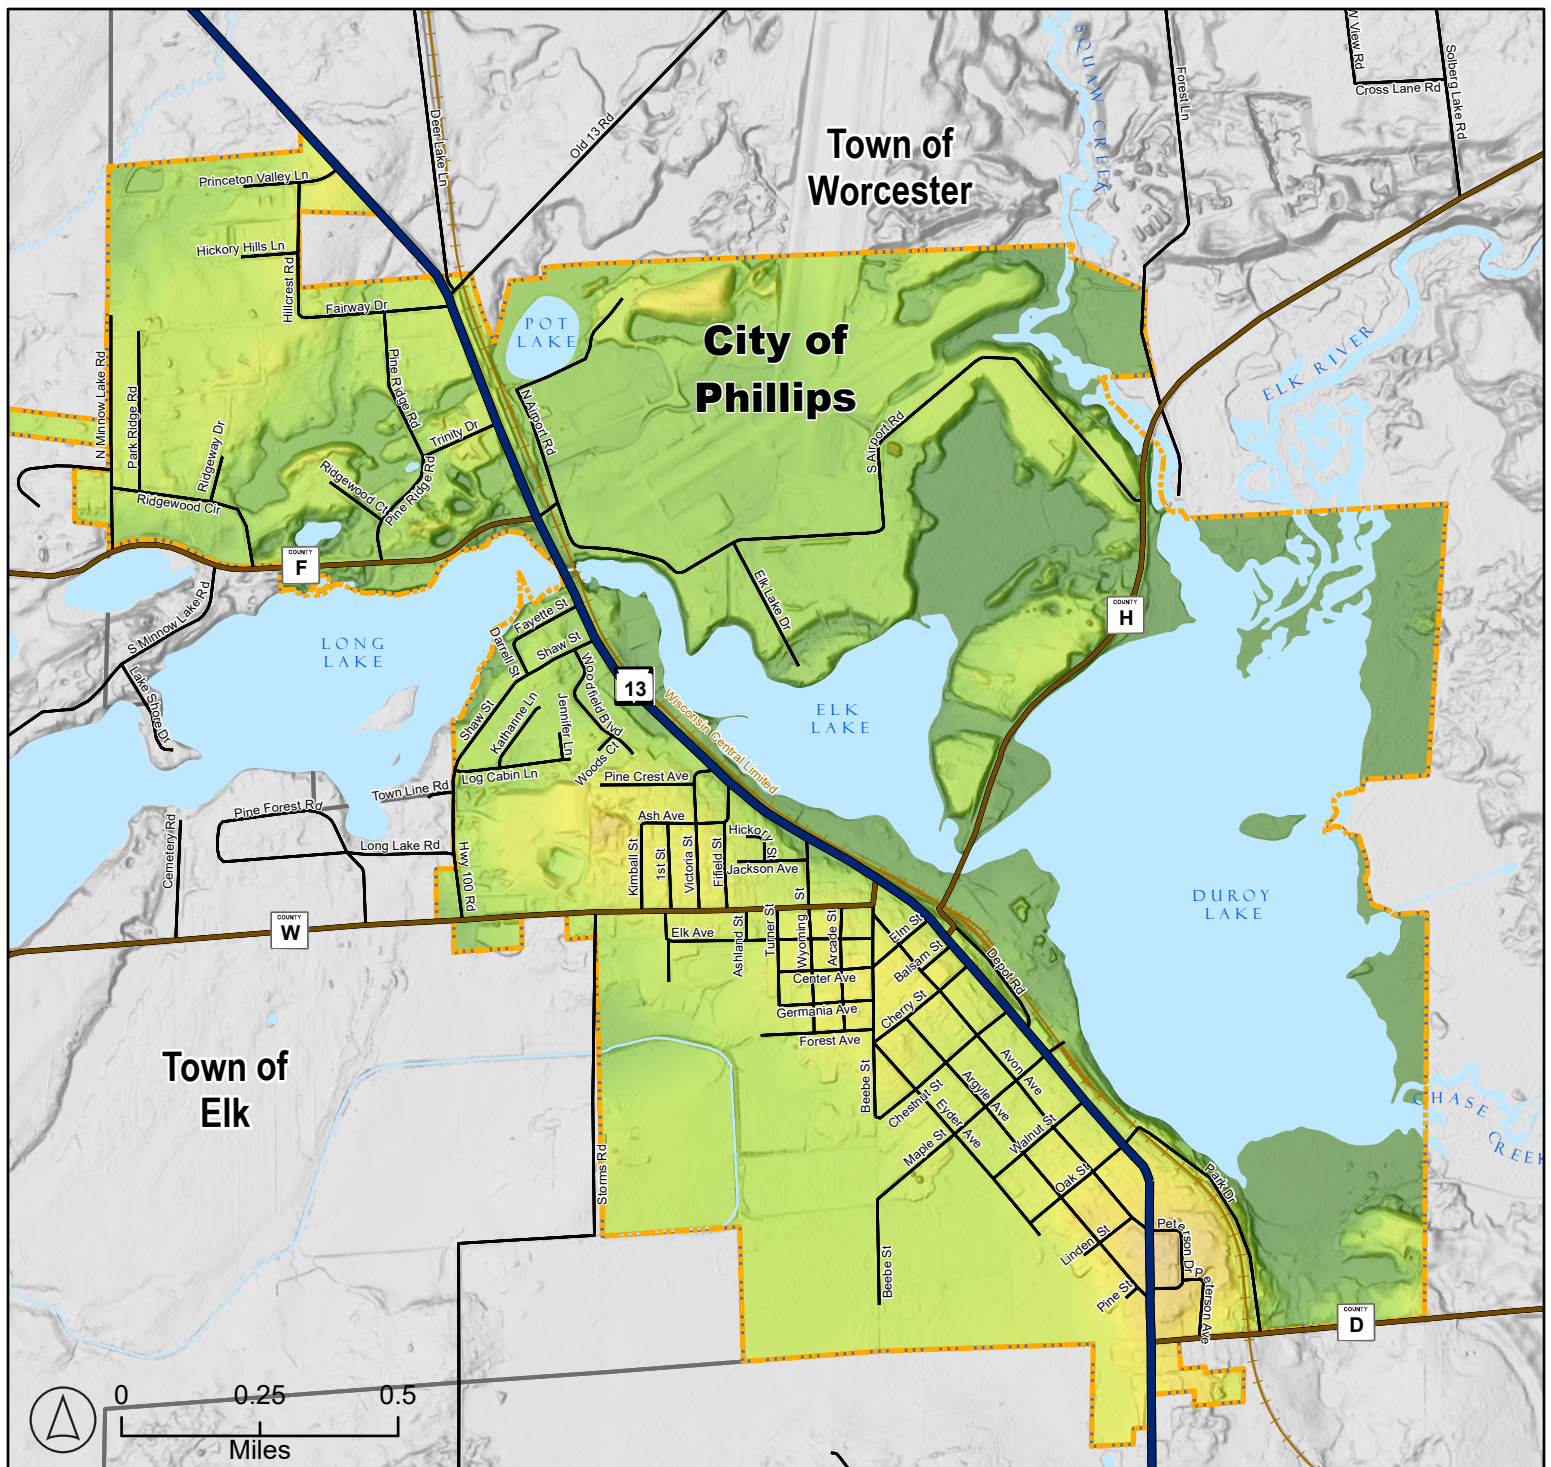 SQUAW CREEK
Forest Ln
W View Rd
Solberg Lake Rd
Cross Lane Rd
Deer Lake Ln
Old 13 Rd
Town of
Worcester
Princeton Valley Ln
Hickory Hills Ln
Hillcrest Rd
Fairway Dr
POT
LAKE
City of
Phillips
ELK RIVER
N Minnow Lake Rd
Park Ridge Rd
Pine Ridge Rd
Trinity Dr
N Airport Rd
S Airport Rd
Ridgeway Dr
Ridgewood Ct
Pine Ridge Rd
Ridgewood Cir
COUNTY
F
COUNTY
H
Elk Lake Dr
S Minnow Lake Rd
Lake Shore Dr
LONG
LAKE
Fayette St
Darrell St
Shaw St
Woodfield Blvd
13
Wisconsin Central Limited
ELK
LAKE
Shaw St
Katharine Ln
Jennifer Ln
Woods Ct
Log Cabin Ln
Town Line Rd
Pine Crest Ave
Pine Forest Rd
Cemetery Rd
Long Lake Rd
Hwy 100 Rd
Ash Ave
Kimball St
1st St
Victoria St
Fifield St
Hickory St
Jackson Ave
DUROY
LAKE
COUNTY
W
Elk Ave
Ashland St
Turner St
Wyoming St
Arcade St
Elm St
Balsam St
Depot Rd
Center Ave
Germania Ave
Cherry St
Forest Ave
Town of
Elk
Beebe St
Chestnut St
Avon Ave
Argyle Ave
Eyder Ave
Walnut St
Maple St
Oak St
CHASE CREEK
Storms Rd
Park Dr
Linden St
Peterson Dr
Beebe St
Pine St
Peterson Ave
COUNTY
D
0 0.25 0.5
Miles